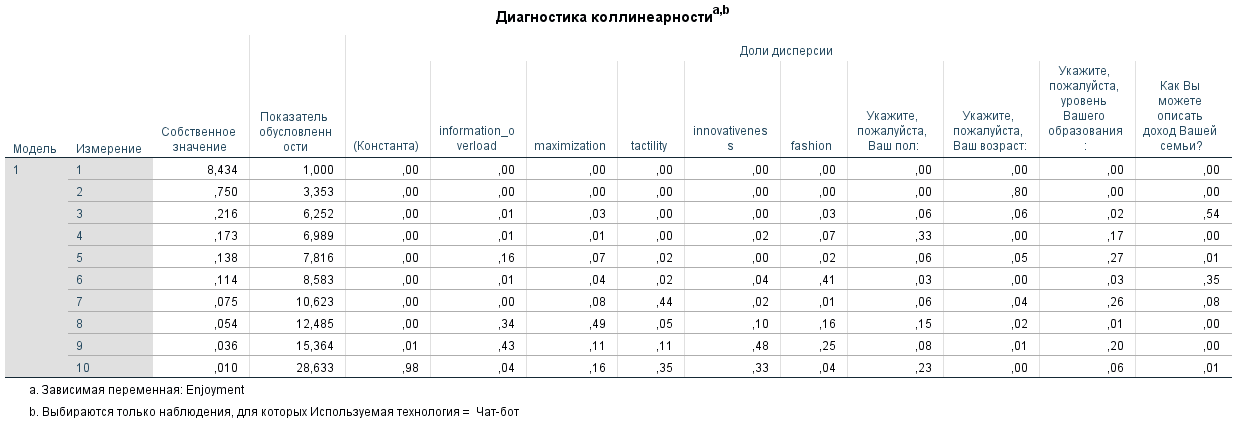 Диагностика коллинеарностиa,b
Доли дисперсии
Модель Измерение Собственное значение Показатель обусловленн ости (Константа) information_o verload maximization tactility innovativenes s fashion Укажите, пожалуйста, Ваш пол: Укажите, пожалуйста, Ваш возраст: Укажите, пожалуйста, уровень Вашего образования : Как Вы можете описать доход Вашей семьи?
1 1 8,434 1,000 ,00 ,00 ,00 ,00 ,00 ,00 ,00 ,00 ,00 ,00
2 ,750 3,353 ,00 ,00 ,00 ,00 ,00 ,00 ,00 ,80 ,00 ,00
3 ,216 6,252 ,00 ,01 ,03 ,00 ,00 ,03 ,06 ,06 ,02 ,54
4 ,173 6,989 ,00 ,01 ,01 ,00 ,02 ,07 ,33 ,00 ,17 ,00
5 ,138 7,816 ,00 ,16 ,07 ,02 ,00 ,02 ,06 ,05 ,27 ,01
6 ,114 8,583 ,00 ,01 ,04 ,02 ,04 ,41 ,03 ,00 ,03 ,35
7 ,075 10,623 ,00 ,00 ,08 ,44 ,02 ,01 ,06 ,04 ,26 ,08
8 ,054 12,485 ,00 ,34 ,49 ,05 ,10 ,16 ,15 ,02 ,01 ,00
9 ,036 15,364 ,01 ,43 ,11 ,11 ,48 ,25 ,08 ,01 ,20 ,00
10 ,010 28,633 ,98 ,04 ,16 ,35 ,33 ,04 ,23 ,00 ,06 ,01
a. Зависимая переменная: Enjoyment
b. Выбираются только наблюдения, для которых Используемая технология = Чат-бот